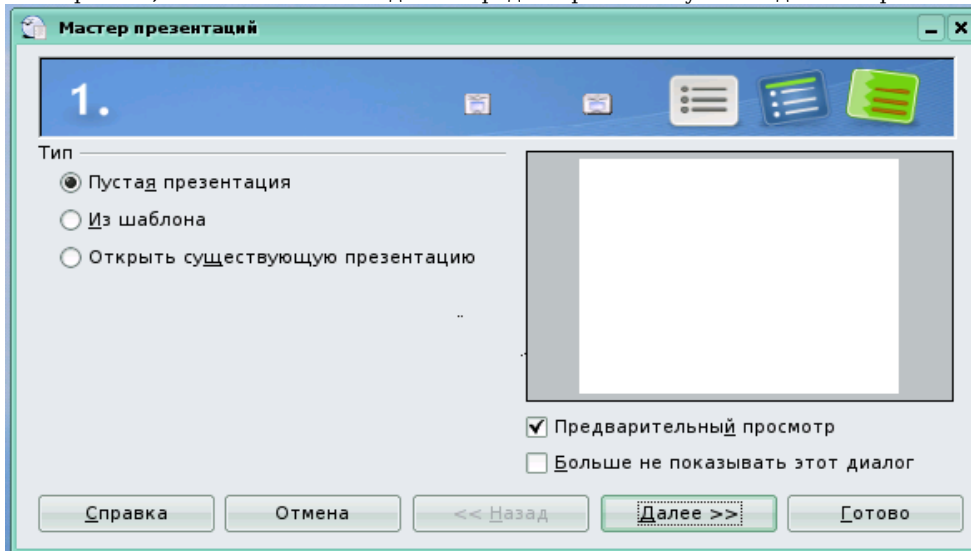 Мастер презентаций
1.
Тип
Пустая презентация
Из шаблона
Открыть существующую презентацию
Предварительный просмотр
Больше не показывать этот диалог
Справка Отмена << Назад Далее >> Готово